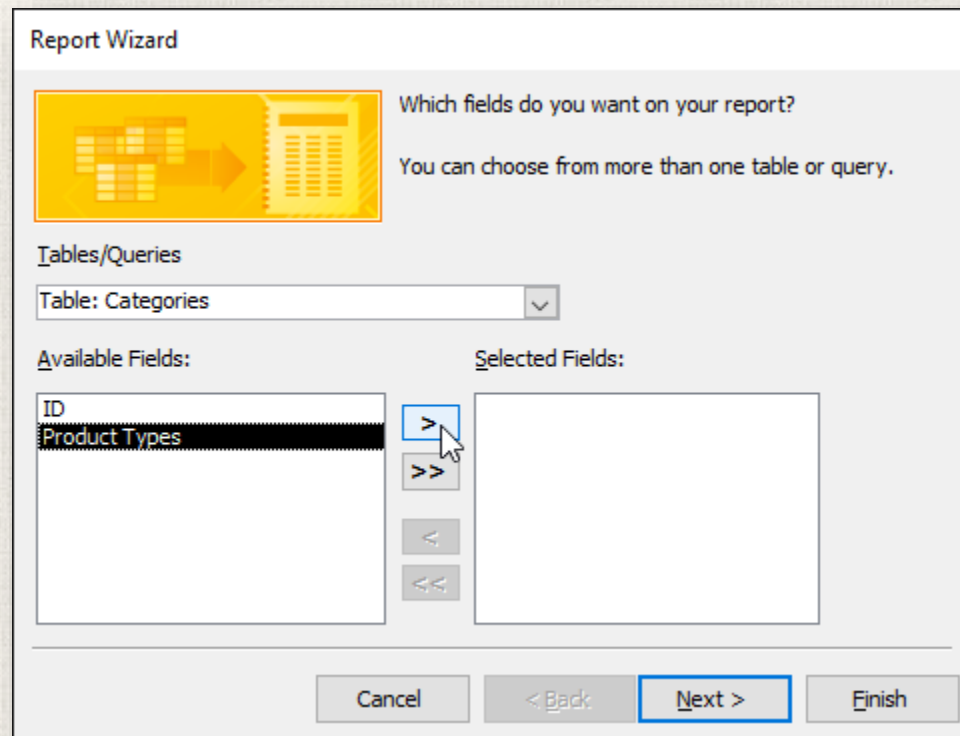 Report Wizard
Which fields do you want on your report?
You can choose from more than one table or query.
Tables/Queries
Table: Categories
Available Fields:
Selected Fields:
ID
Product Types
>
>>
<
<<
Cancel
< Back
Next >
Finish